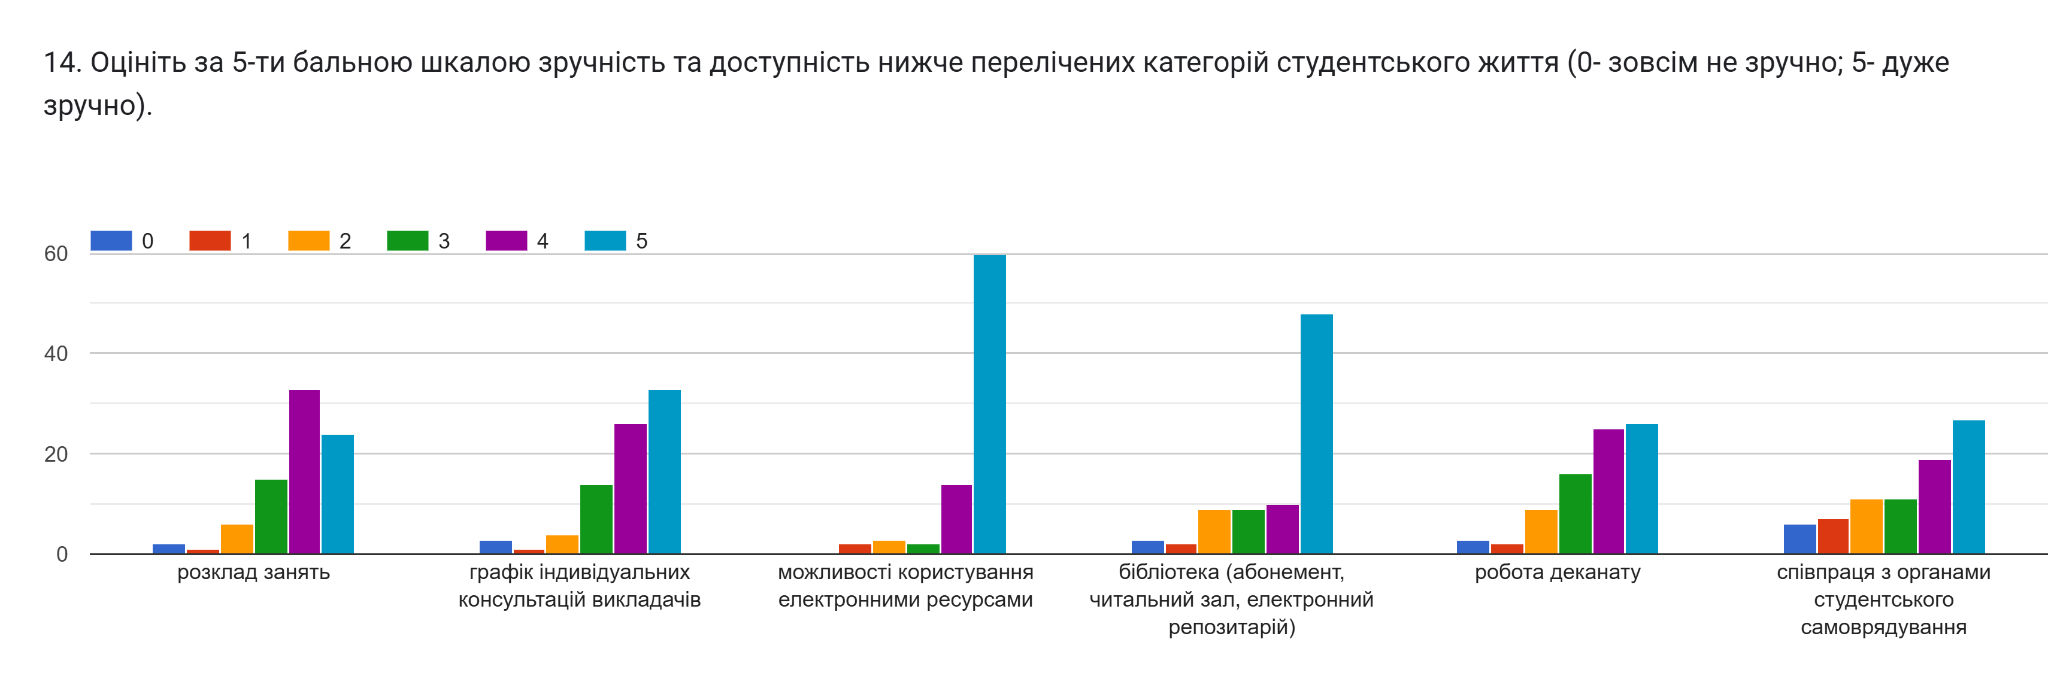 14. Оцініть за 5-ти бальною шкалою зручність та доступність нижче перелічених категорій студентського життя (0- зовсім не зручно; 5- дуже
зручно).
0 1 2 3 4 5
60
40
20
0
розклад занять
графік індивідуальних
консультацій викладачів
можливості користування
електронними ресурсами
бібліотека (абонемент,
читальний зал, електронний
репозитарій)
робота деканату
співпраця з органами
студентського
самоврядування